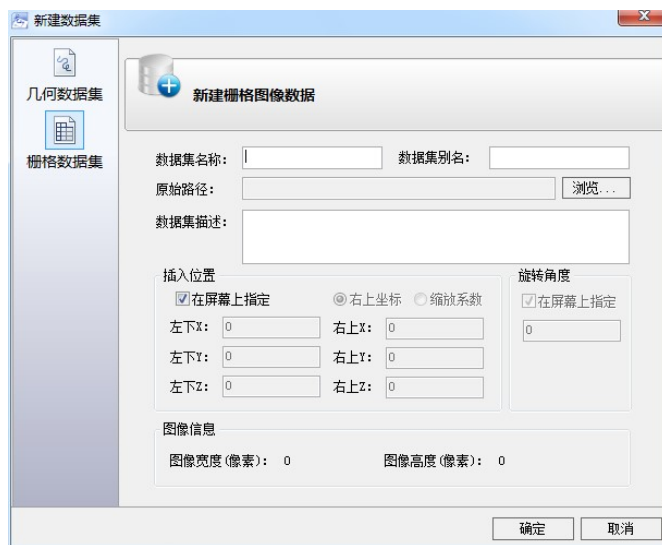 新建数据集
几何数据集
栅格数据集
新建栅格图像数据
数据集名称： 数据集别名：
原始路径： 浏览...
数据集描述：
插入位置 旋转角度
在屏幕上指定 右上坐标 缩放系数 在屏幕上指定
左下X： 0 右上X： 0 0
左下Y： 0 右上Y： 0
左下Z： 0 右上Z： 0
图像信息
图像宽度(像素)： 0 图像高度(像素)： 0
确定 取消